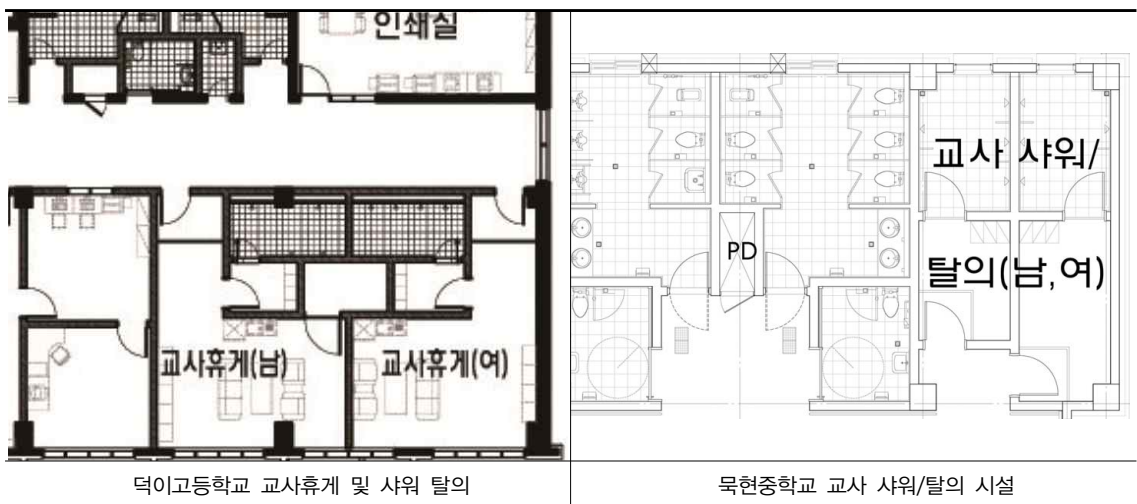 인쇄실
교사휴게(남)
교사휴게(여)
PD
교사 샤워/
탈의(남,여)
덕이고등학교 교사휴게 및 샤워 탈의
묵현중학교 교사 샤워/탈의 시설